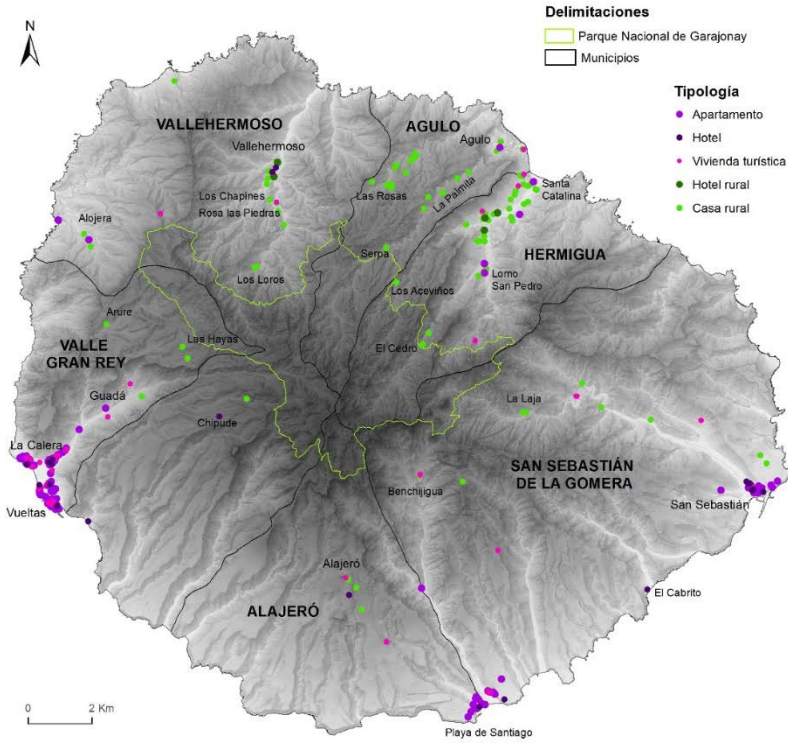 N
Delimitaciones
Parque Nacional de Garajonay
Municipios
Tipología
Apartamento
Hotel
Vivienda turística
Hotel rural
Casa rural
VALLEHERMOSO
Vallehermoso
AGULO
Agulo
Los Chapines
Rosa las Piedras
Las Rosas
La Palmita
Santa
Catalina
Alojera
Serpa
HERMIGUA
Los Loros
Los Aceviños
Lomo
San Pedro
Arure
Las Hayas
El Cedro
VALLE
GRAN REY
Guadá
Chipude
La Laja
La Calera
SAN SEBASTIÁN
DE LA GOMERA
Benchijigua
San Sebastián
Vueltas
Alajeró
ALAJERÓ
El Cabrito
0 2 Km
Playa de Santiago